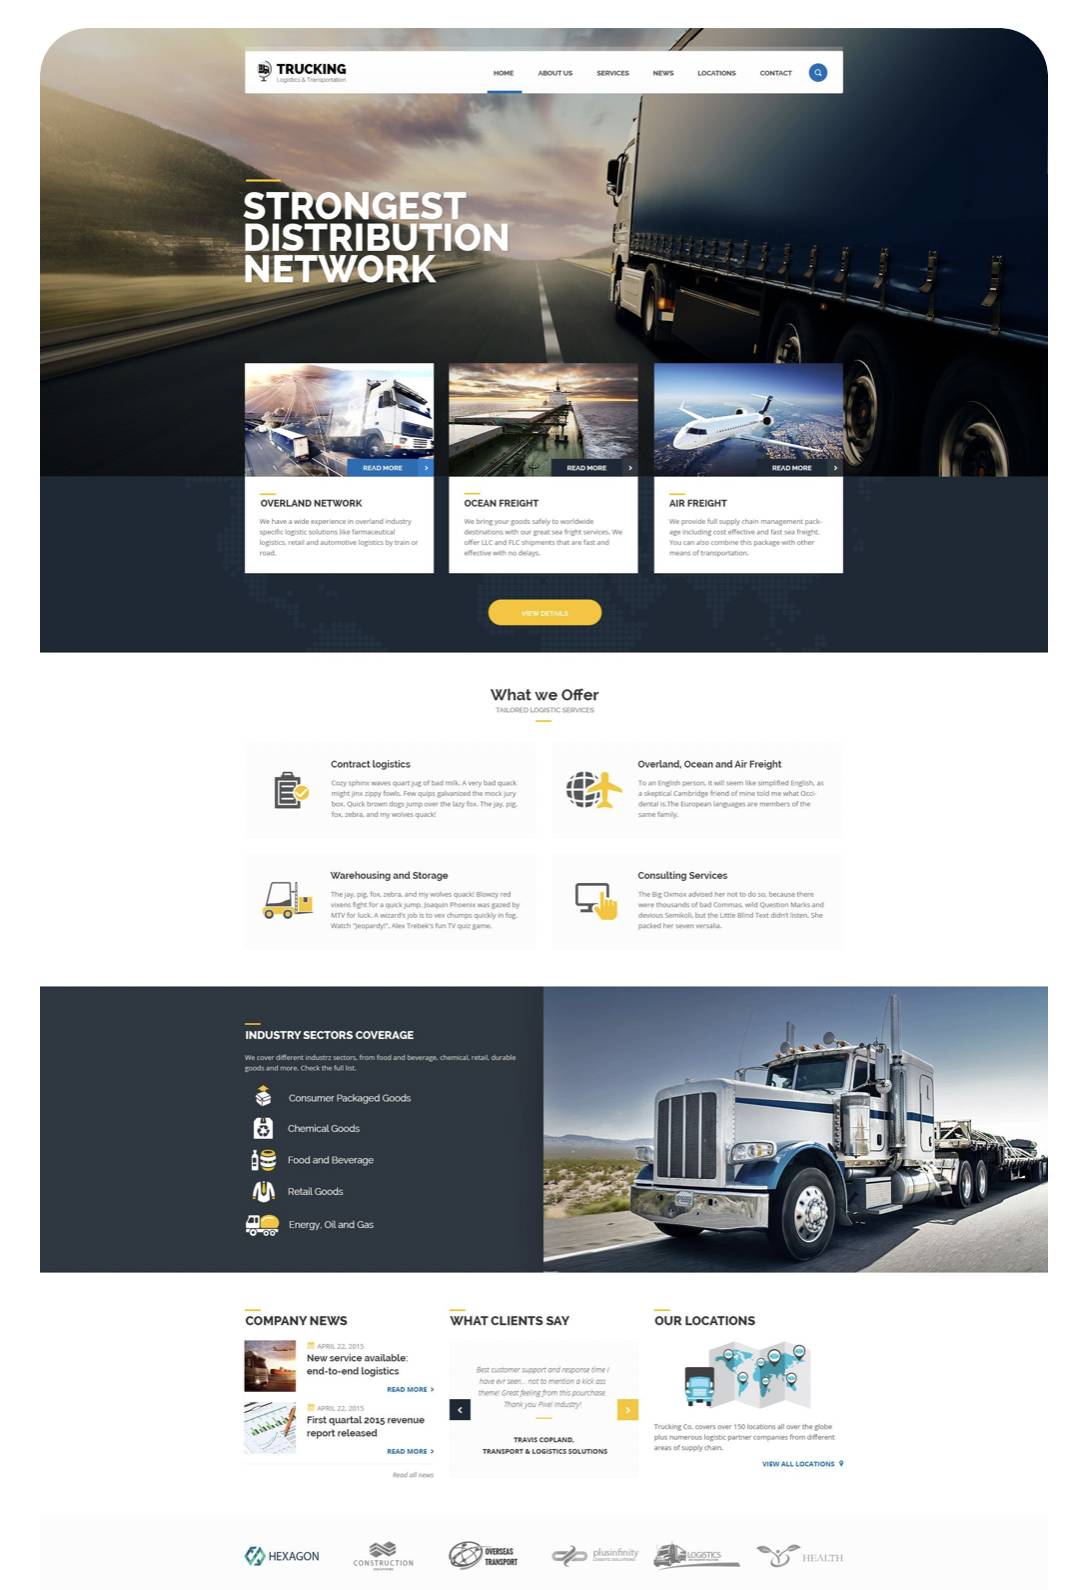 TRUCKING
Logistics & Transportation
HOME ABOUT US SERVICES NEWS LOCATIONS CONTACT
STRONGEST
DISTRIBUTION
NETWORK
READ MORE
OVERLAND NETWORK
We have a wide experience in overland industry
specific logistic solutions like farmaceutical
logistics, retail and automotive logistics by train or
road.
READ MORE
OCEAN FREIGHT
We bring your goods safely to worldwide
destinations with our great sea fright services. We
offer LLC and FLC shipments that are fast and
effective with no delays.
READ MORE
AIR FREIGHT
We provide full supply chain management pack-
age including cost effective and fast sea freight.
You can also combine this package with other
means of transportation.
VIEW DETAILS
What we Offer
TAILORED LOGISTIC SERVICES
Contract logistics
Cozy sphinx waves quart jug of bad milk. A very bad quack
might jinx zippy fowls. Few quips galvanized the mock jury
box. Quick brown dogs jump over the lazy fox. The jay, pig,
fox, zebra, and my wolves quack!
Overland, Ocean and Air Freight
To an English person, it will seem like simplified English, as
a skeptical Cambridge friend of mine told me what Occi-
dental is.The European languages are members of the
same family.
Warehousing and Storage
The jay, pig, fox, zebra, and my wolves quack! Blowzy red
vixens fight for a quick jump. Joaquin Phoenix was gazed by
MTV for luck. A wizard's job is to vex chumps quickly in fog.
Watch "Jeopardy!", Alex Trebek's fun TV quiz game.
Consulting Services
The Big Oxmox advised her not to do so, because there
were thousands of bad Commas, wild Question Marks and
devious Semikoli, but the Little Blind Text didn't listen. She
packed her seven versalia.
INDUSTRY SECTORS COVERAGE
We cover different industrz sectors, from food and beverage, chemical, retail, durable
goods and more. Check the full list.
Consumer Packaged Goods
Chemical Goods
Food and Beverage
Retail Goods
Energy, Oil and Gas
COMPANY NEWS
APRIL 22, 2015
New service available:
end-to-end logistics
READ MORE
APRIL 22, 2015
First quartal 2015 revenue
report released
READ MORE
Read all news
WHAT CLIENTS SAY
Best customer support and response time I
have evr seen... not to mention a kick ass
theme! Great feeling from this pourchase.
Thank you Pixel Industry!
TRAVIS COPLAND,
TRANSPORT & LOGISTICS SOLUTIONS
OUR LOCATIONS
Trucking Co. covers over 150 locations all over the globe
plus numerous logistic partner companies from different
areas of supply chain.
VIEW ALL LOCATIONS
HEXAGON
CONSTRUCTION
SOLUTIONS
OVERSEAS
TRANSPORT
plusinfinity
LOGISTIC SOLUTIONS
LOGISTICS
HEALTH